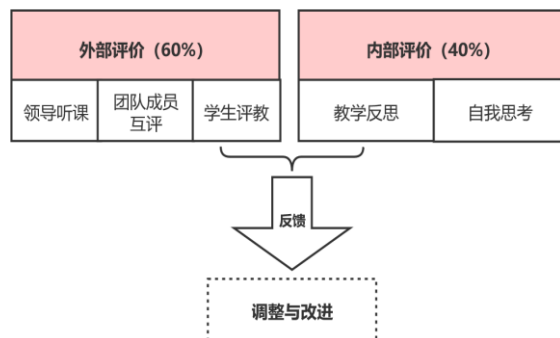 外部评价（60%）
内部评价（40%）
领导听课
团队成员
互评
学生评教
教学反思
自我思考
反馈
调整与改进